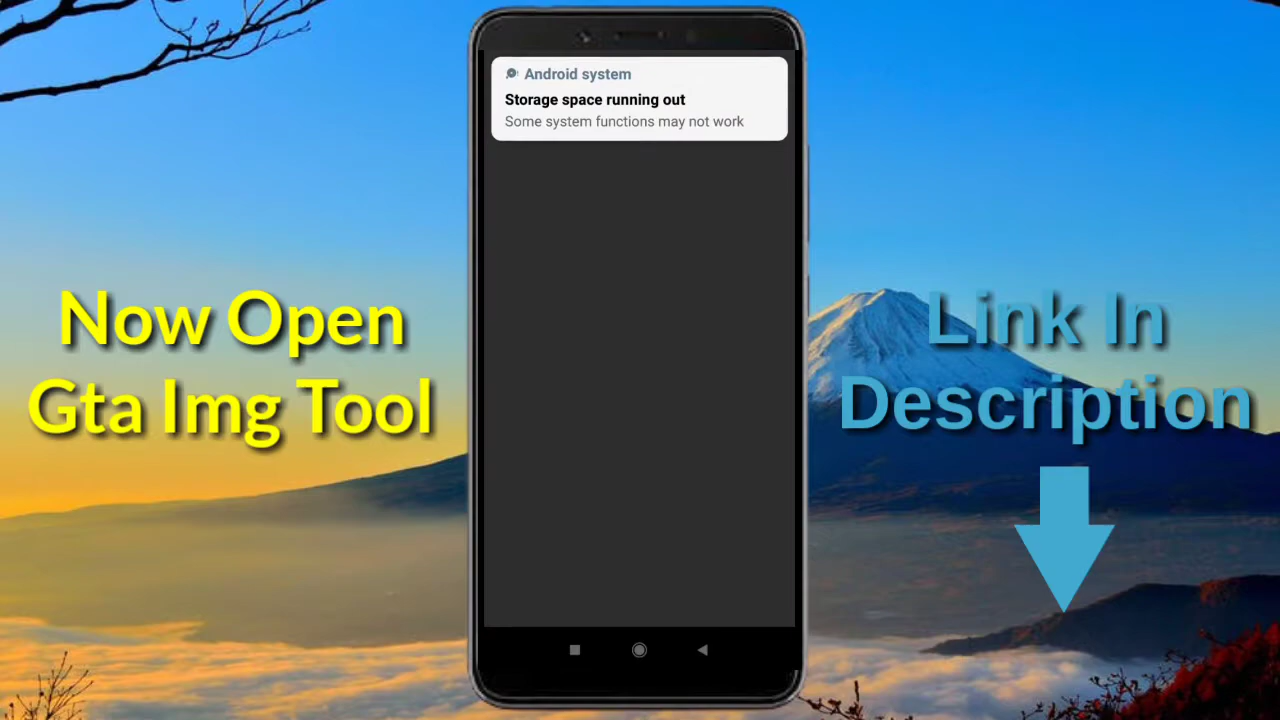 Android system
Storage space running out
Some system functions may not work
Now Open
Gta Img Tool
Link In
Description